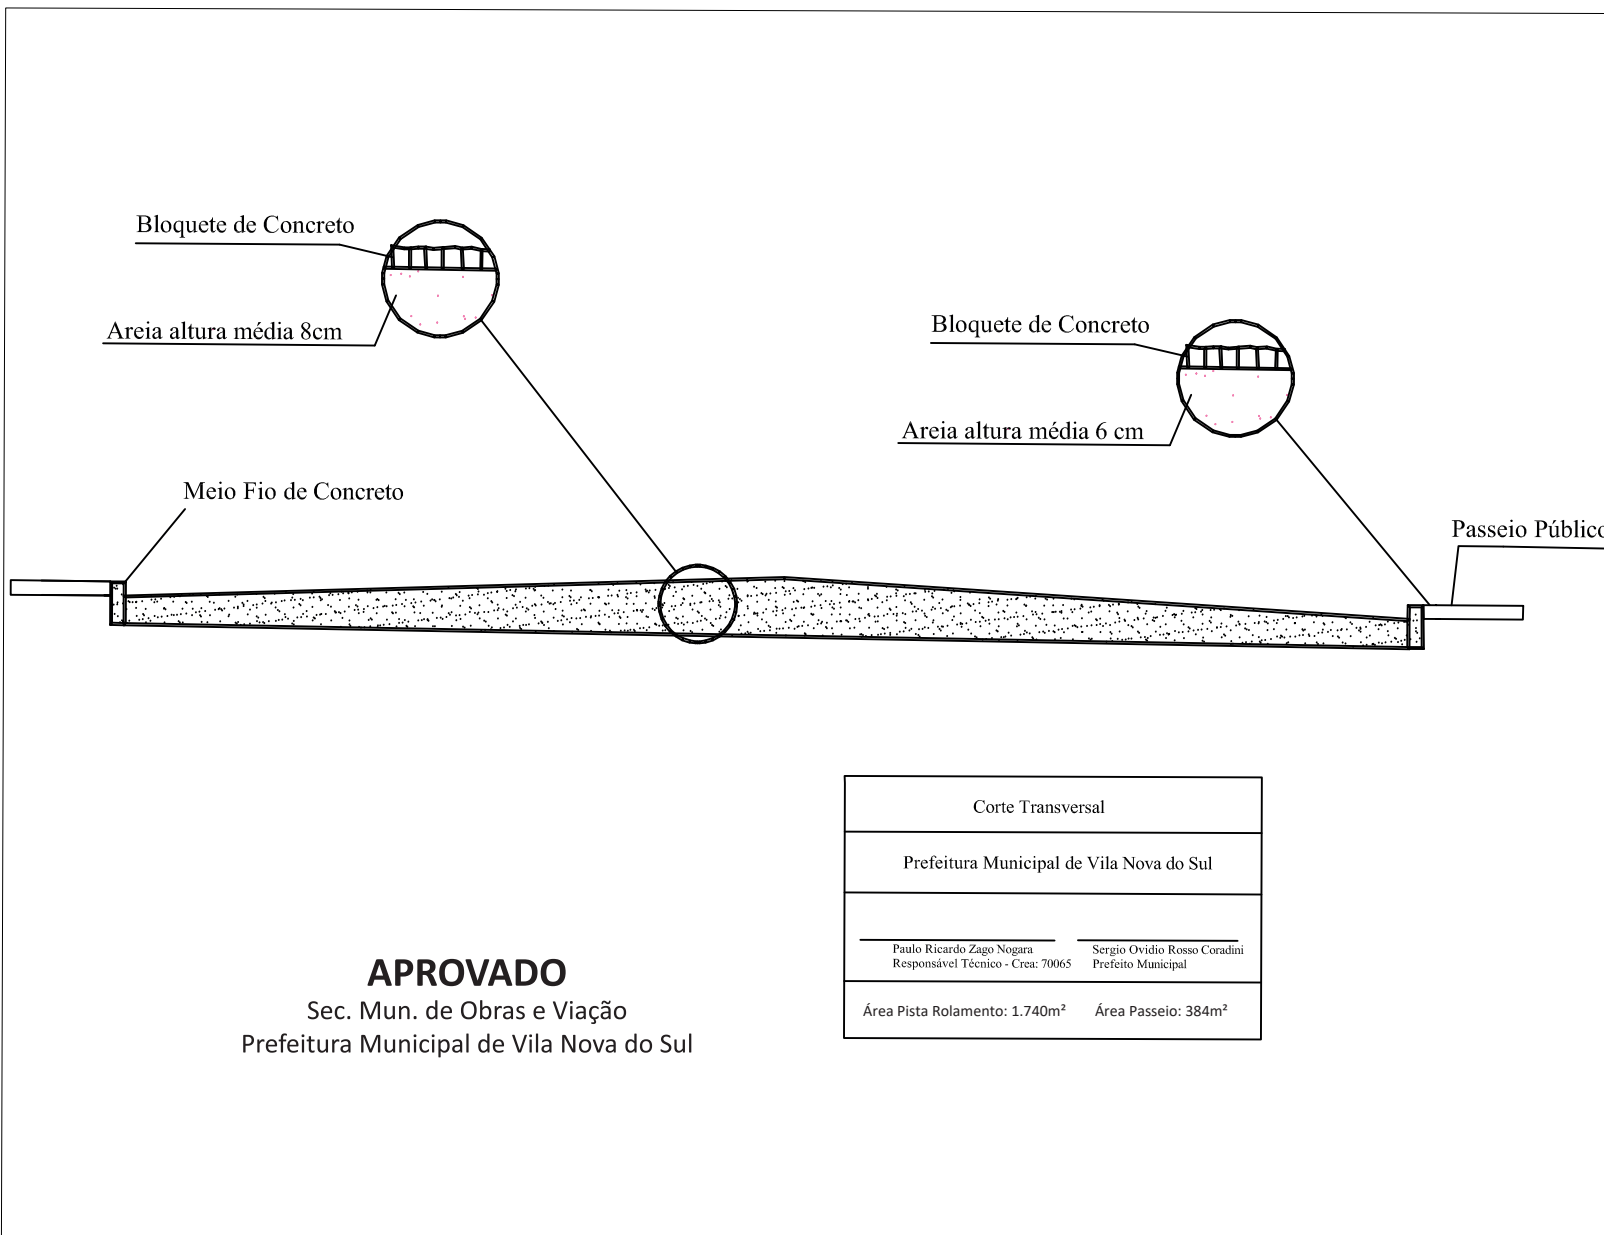 Bloquete de Concreto
Areia altura média 8cm
Bloquete de Concreto
Areia altura média 6 cm
Meio Fio de Concreto
Passeio Público
Corte Transversal
Prefeitura Municipal de Vila Nova do Sul
Paulo Ricardo Zago Nogara
Responsável Técnico - Crea: 70065
Sergio Ovidio Rosso Coradini
Prefeito Municipal
Área Pista Rolamento: 1.740m²
Área Passeio: 384m²
APROVADO
Sec. Mun. de Obras e Viação
Prefeitura Municipal de Vila Nova do Sul